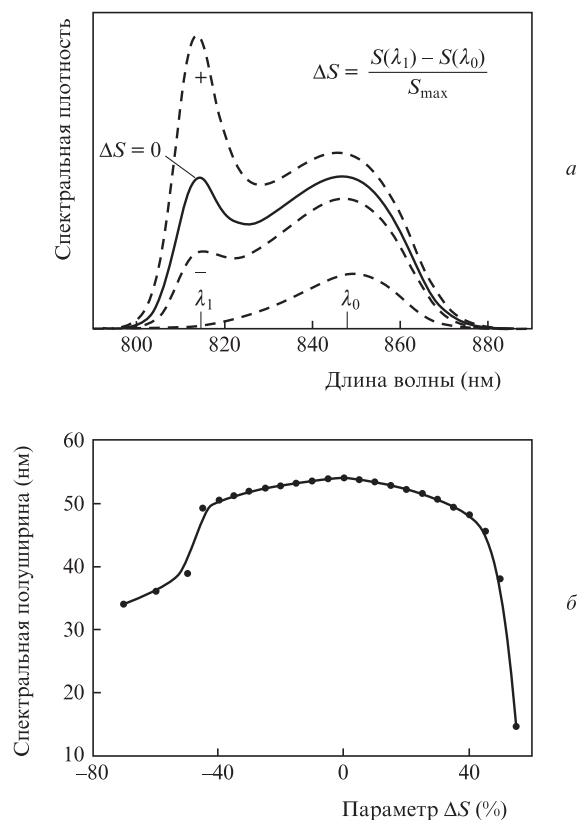 Спектральная плотность
+
ΔS = (S(λ₁) – S(λ₀)) / Sₘₐₓ
ΔS = 0
–
λ₁
λ₀
800
820
840
860
880
Длина волны (нм)
а
Спектральная полуширина (нм)
60
50
40
30
20
10
–80
–40
0
40
Параметр ΔS (%)
б